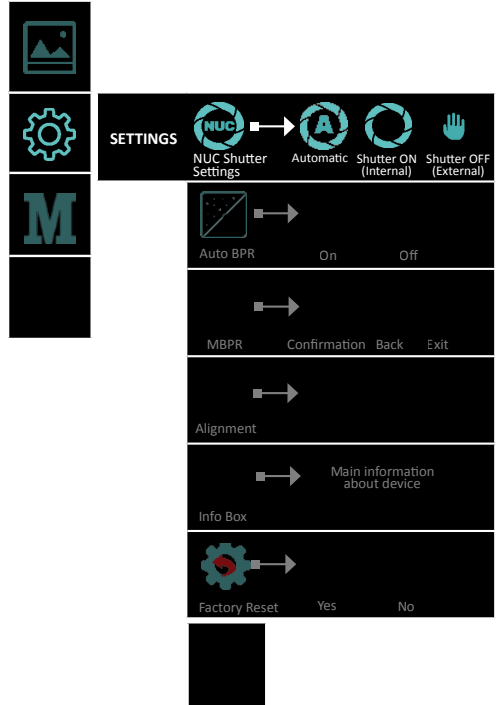 SETTINGS
NUC
A
NUC Shutter
Settings
Automatic
Shutter ON
(Internal)
Shutter OFF
(External)
M
Auto BPR
On
Off
MBPR
Confirmation
Back
Exit
Alignment
Main information
about device
Info Box
Factory Reset
Yes
No